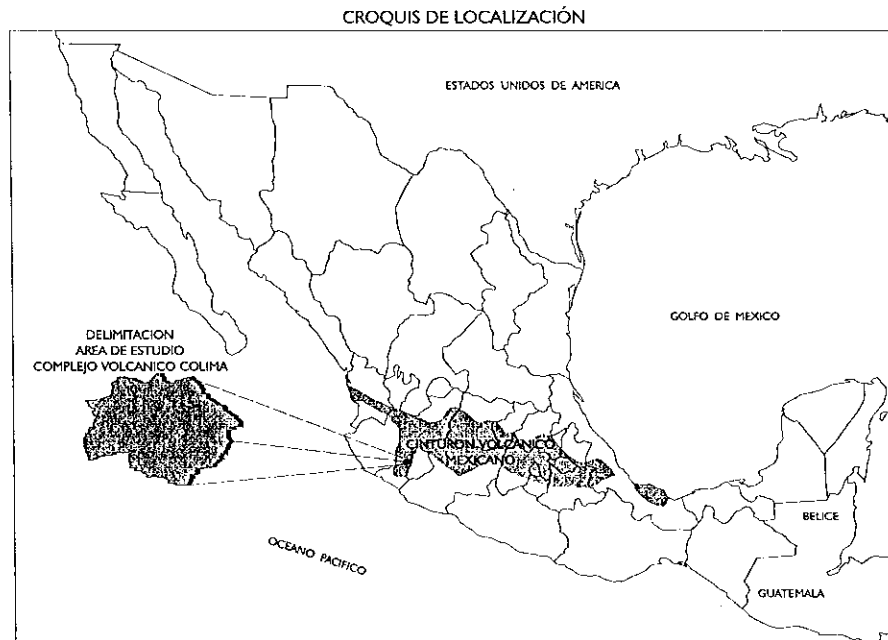 CROQUIS DE LOCALIZACIÓN
ESTADOS UNIDOS DE AMERICA
GOLFO DE MEXICO
DELIMITACION
AREA DE ESTUDIO
COMPLEJO VOLCANICO COLIMA
CINTURON VOLCANICO
MEXICANO
BELICE
OCEANO PACIFICO
GUATEMALA